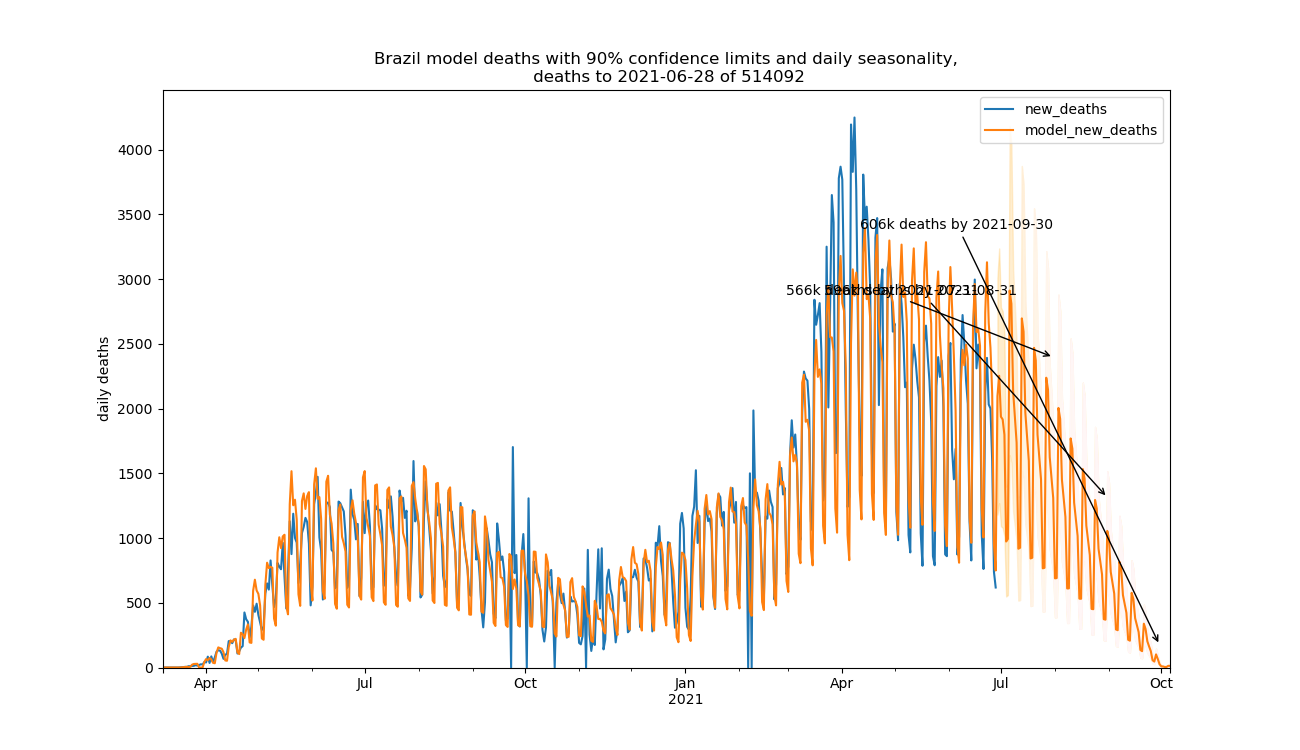 Brazil model deaths with 90% confidence limits and daily seasonality,
deaths to 2021-06-28 of 514092
new_deaths
model_new_deaths
4000
3500
3000
2500
2000
1500
1000
500
0
daily deaths
606k deaths by 2021-09-30
566k
Apr
Jul
Oct
Jan
2021
Apr
Jul
Oct